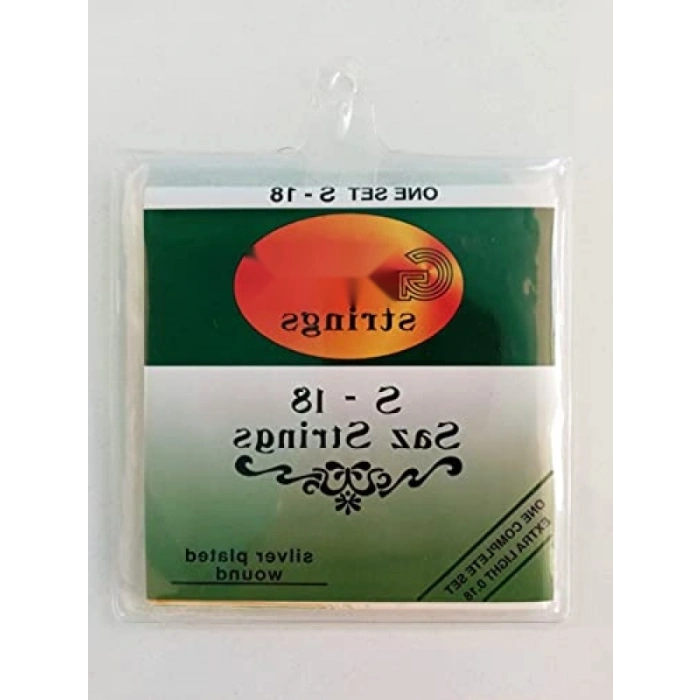 ONE SET S - 18
G
strings
S - 18
Saz Strings
silver plated
wound
ONE COMPLETE SET
EXTRA LIGHT 0.18